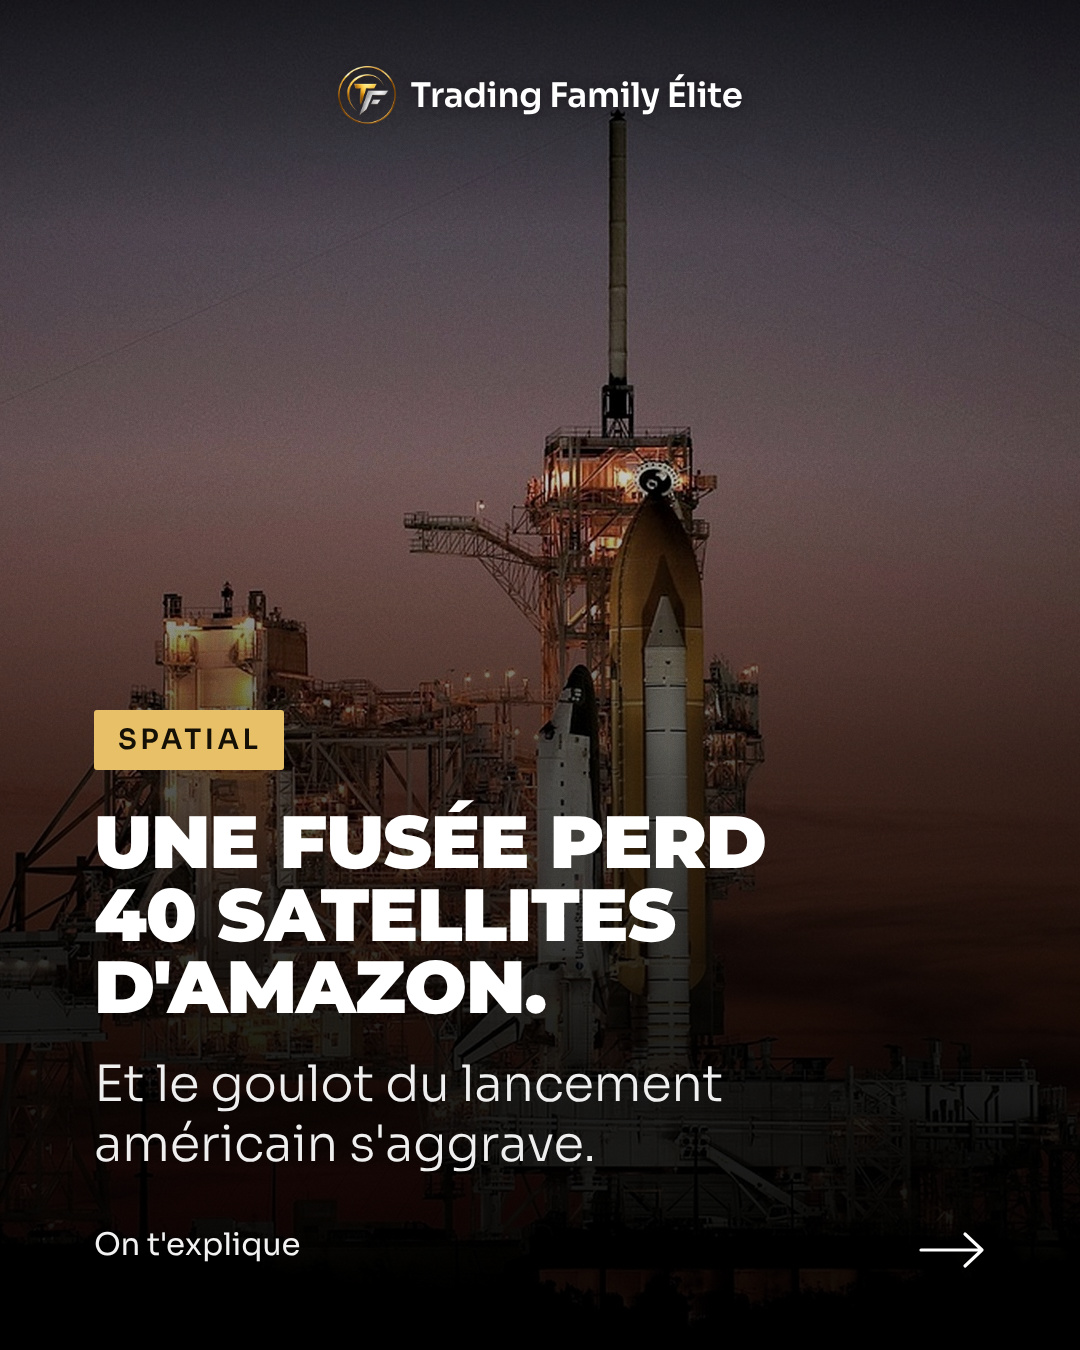 Trading Family Élite
SPATIAL
UNE FUSÉE PERD
40 SATELLITES
D'AMAZON.
Et le goulot du lancement
américain s'aggrave.
On t'explique